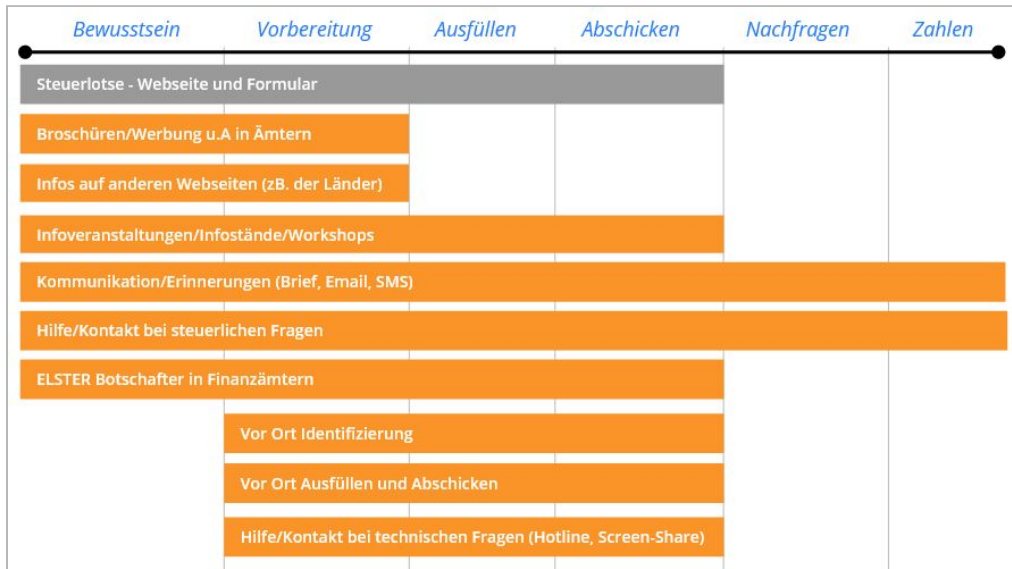 Bewusstsein Vorbereitung Ausfüllen Abschicken Nachfragen Zahlen
Steuerlotse - Webseite und Formular
Broschüren/Werbung u.A in Ämtern
Infos auf anderen Webseiten (zB. der Länder)
Infoveranstaltungen/Infostände/Workshops
Kommunikation/Erinnerungen (Brief, Email, SMS)
Hilfe/Kontakt bei steuerlichen Fragen
ELSTER Botschafter in Finanzämtern
Vor Ort Identifizierung
Vor Ort Ausfüllen und Abschicken
Hilfe/Kontakt bei technischen Fragen (Hotline, Screen-Share)